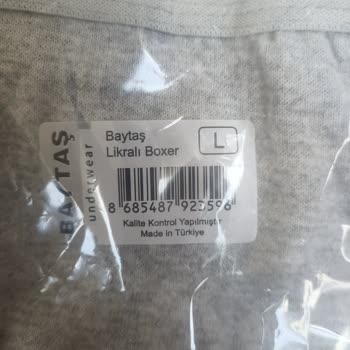 BAYTAŞ
underwear
Baytaş
Likralı Boxer
L
8 685487 923596
Kalite Kontrol Yapılmıştır
Made in Türkiye